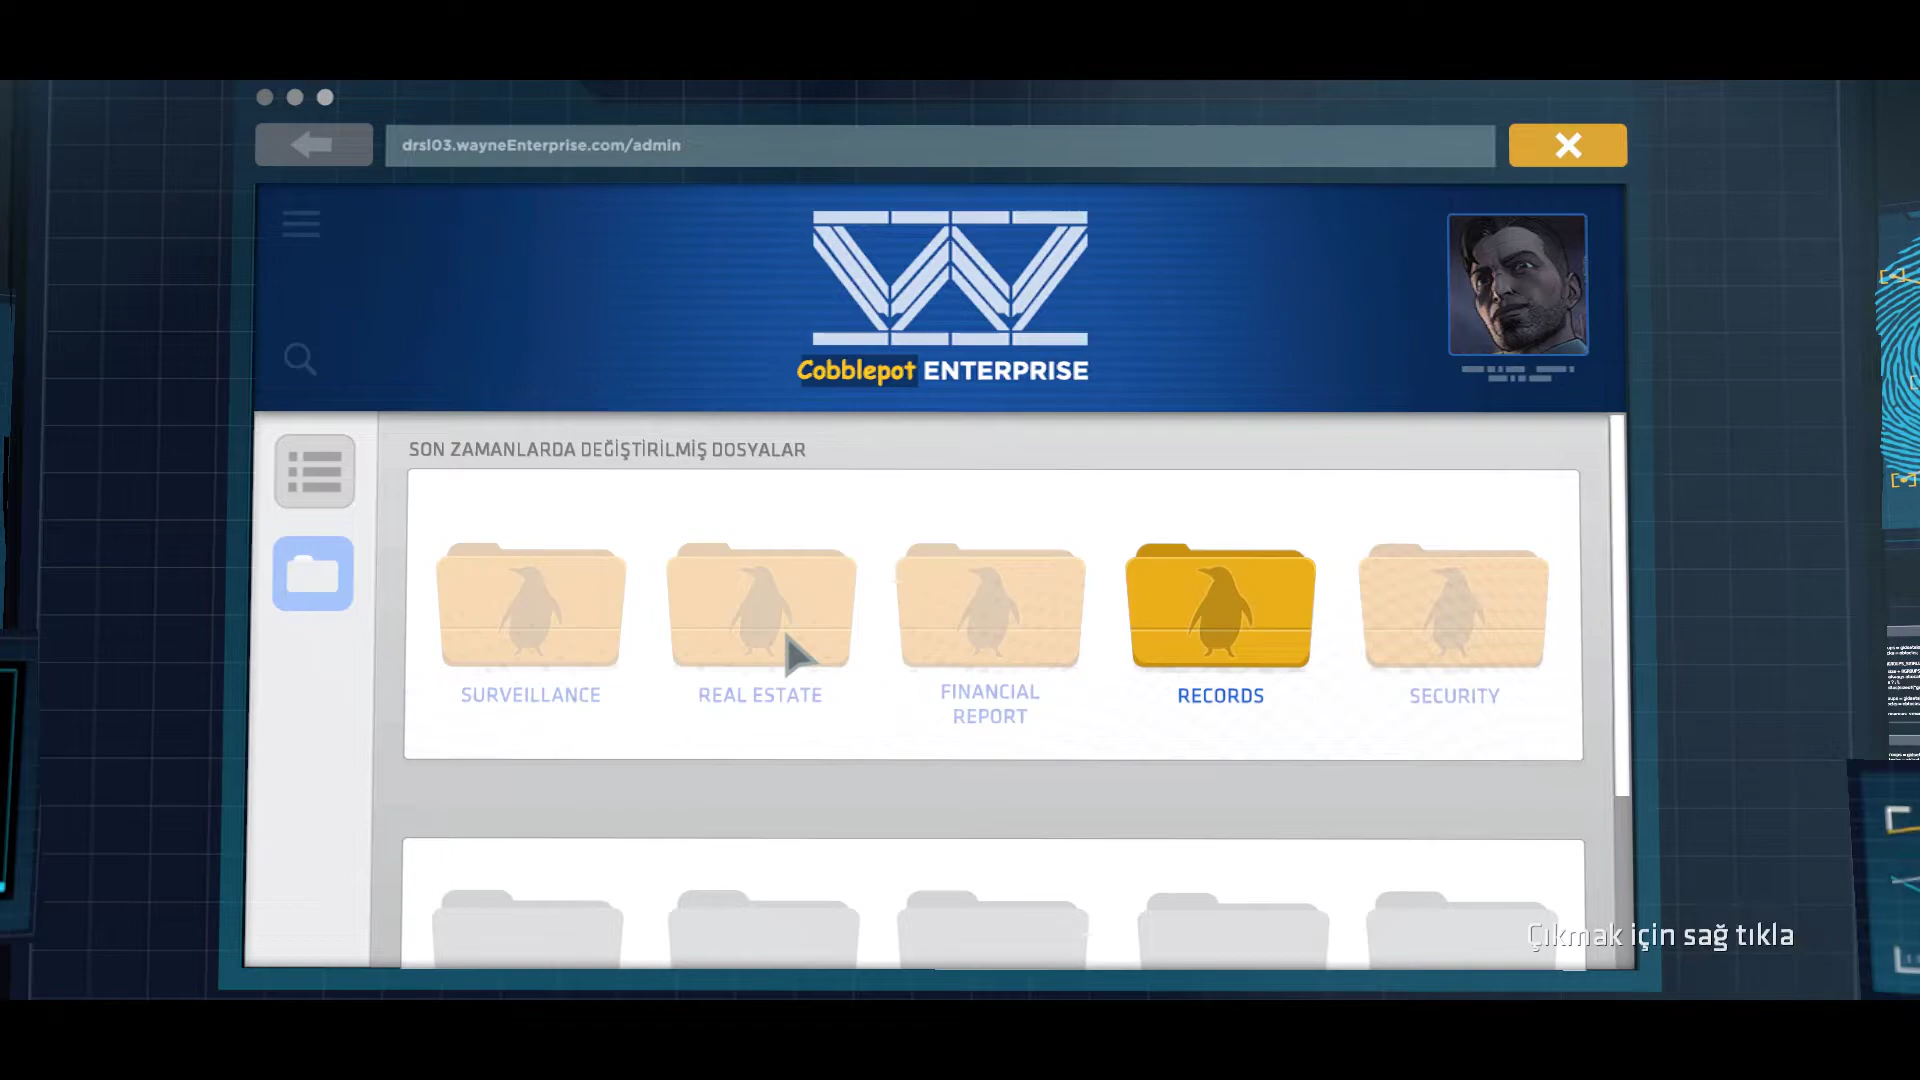 drsl03.wayneEnterprise.com/admin
Cobblepot ENTERPRISE
SON ZAMANLARDA DEĞİŞTİRİLMİŞ DOSYALAR
SURVEILLANCE
REAL ESTATE
FINANCIAL
REPORT
RECORDS
SECURITY
Çıkmak için sağ tıkla